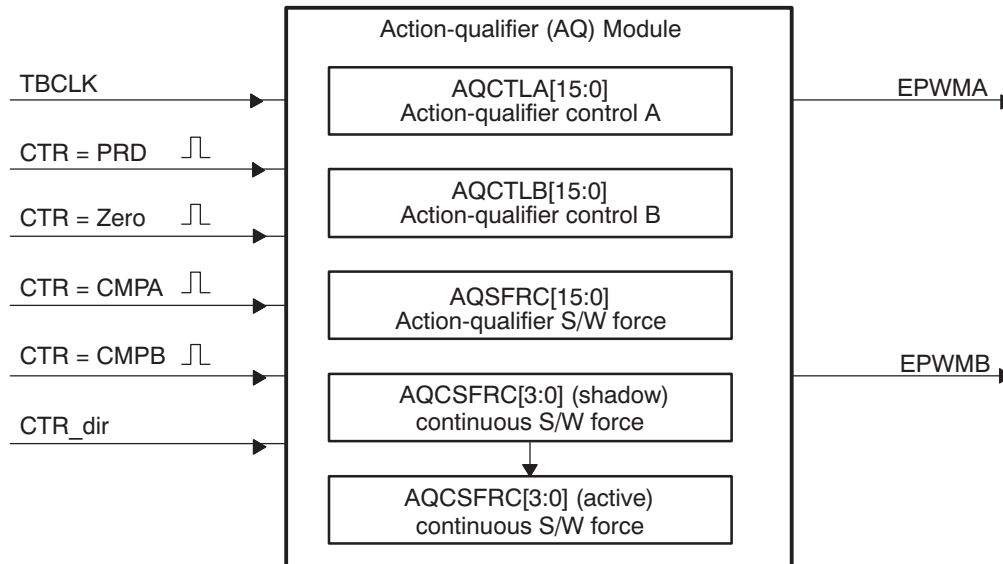 Action-qualifier (AQ) Module
TBCLK
CTR = PRD
CTR = Zero
CTR = CMPA
CTR = CMPB
CTR_dir
AQCTLA[15:0]
Action-qualifier control A
AQCTLB[15:0]
Action-qualifier control B
AQSFRC[15:0]
Action-qualifier S/W force
AQCSFRC[3:0] (shadow)
continuous S/W force
AQCSFRC[3:0] (active)
continuous S/W force
EPWMA
EPWMB